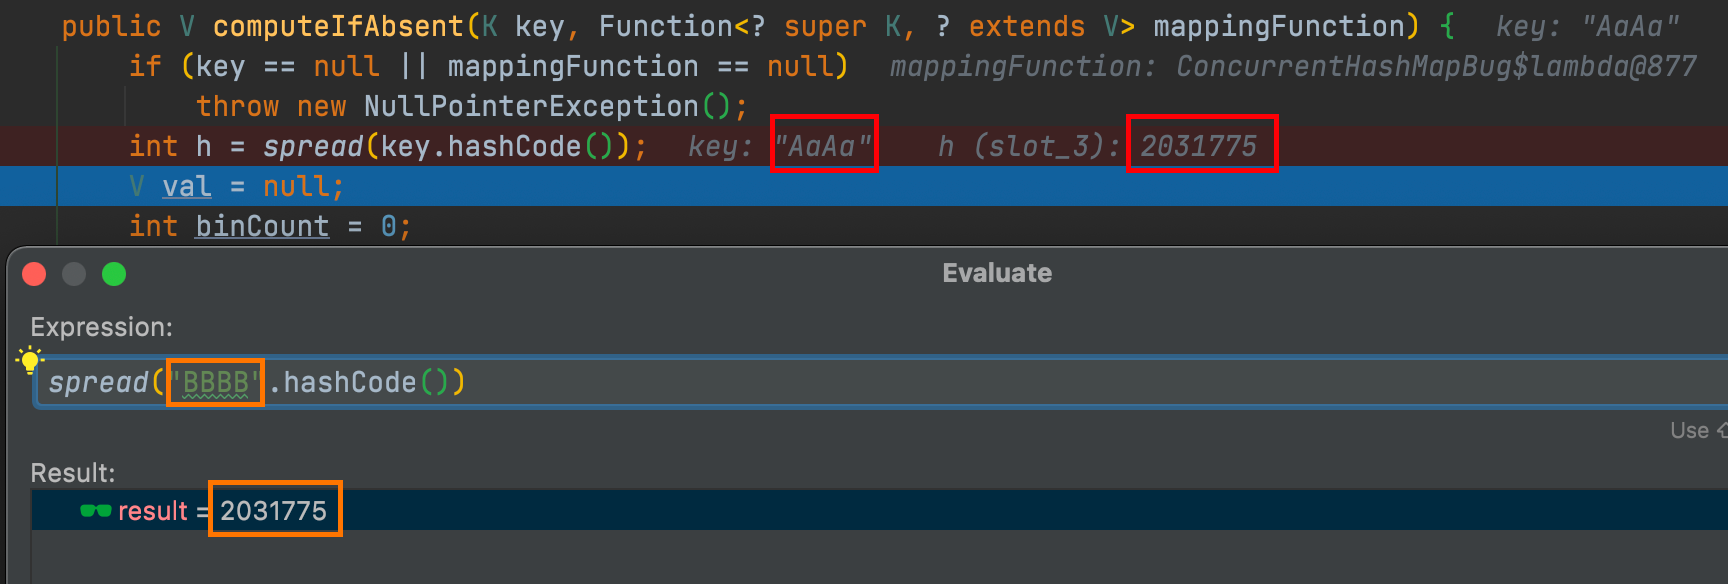 public V computeIfAbsent(K key, Function<? super K, ? extends V> mappingFunction) { key: "AaAa"
if (key == null || mappingFunction == null) mappingFunction: ConcurrentHashMapBug$lambda@877
throw new NullPointerException();
int h = spread(key.hashCode()); key: "AaAa" h (slot_3): 2031775
V val = null;
int binCount = 0;
Evaluate
Expression:
spread("BBBB".hashCode())
Use
Result:
result = 2031775